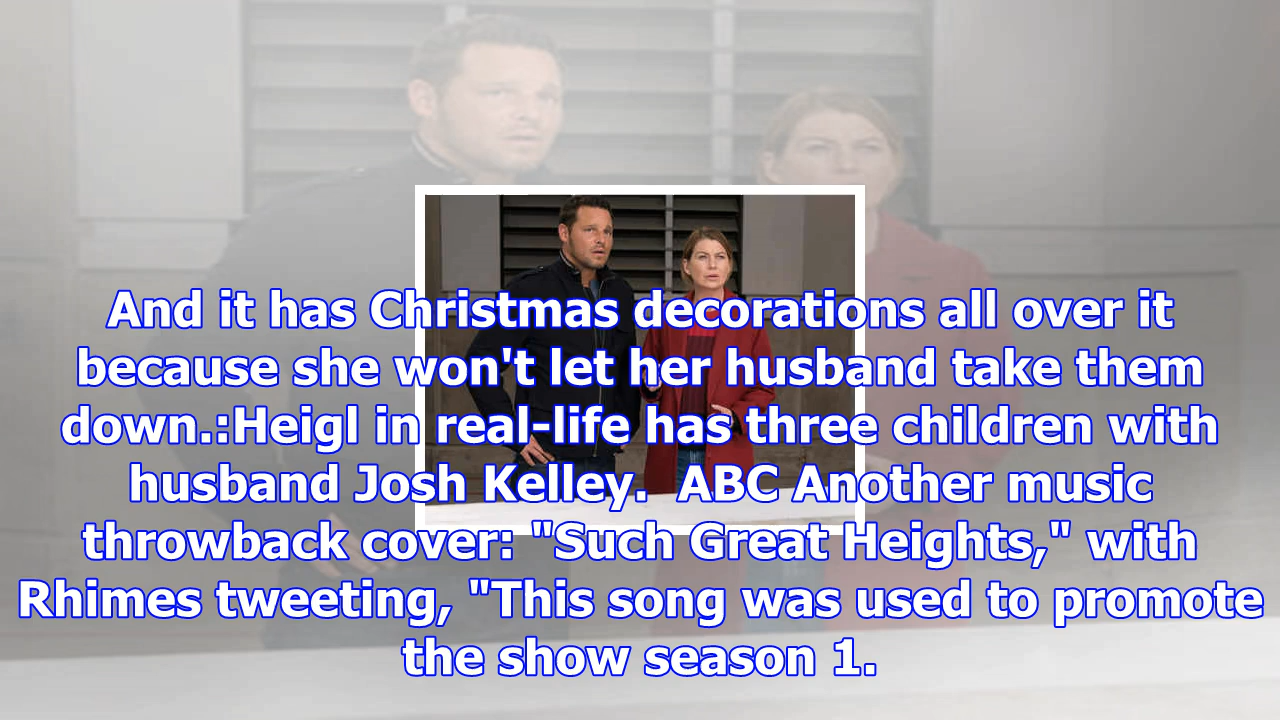 And it has Christmas decorations all over it
because she won't let her husband take them
down.:Heigl in real-life has three children with
husband Josh Kelley.  ABC Another music
throwback cover: "Such Great Heights," with
Rhimes tweeting, "This song was used to promote
the show season 1.